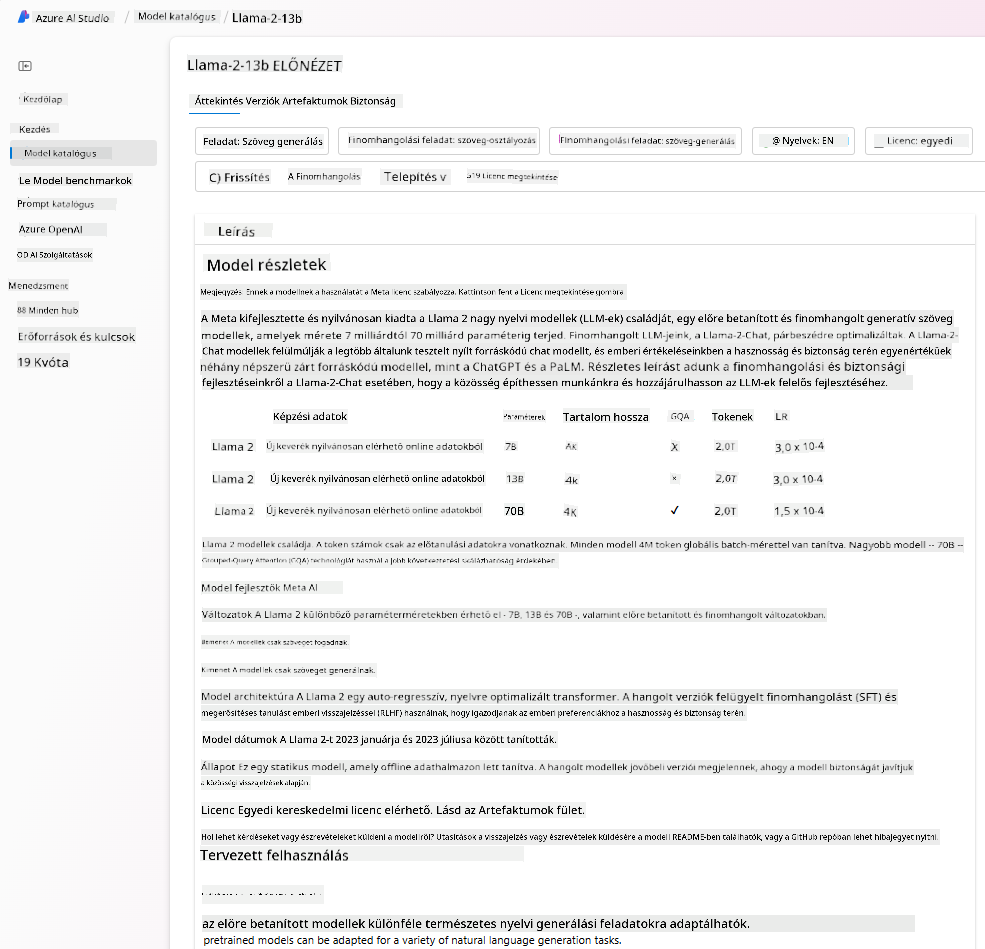 Azure AI Studio / Model katalógus / Llama-2-13b
Llama-2-13b ELŐNÉZET
Kezdőlap
Áttekintés Verziók Artefaktumok Biztonság
Kezdés
Feladat: Szöveg generálás
Finomhangolási feladat: szöveg-osztályozás
Finomhangolási feladat: szöveg-generálás
@ Nyelvek: EN
Licenc: egyedi
Model katalógus
C) Frissítés
A Finomhangolás
Telepítés v
G19 Licenc megtekintése
Le Model benchmarkok
Prompt katalógus
Azure OpenAI
OD AI Szolgáltatások
Menedzsment
88 Minden hub
Erőforrások és kulcsok
19 Kvóta
Leírás
Model részletek
Megjegyzés: Ennek a modellnek a használatát a Meta licenc szabályozza. Kattintson fent a Licenc megtekintése gombra.
A Meta kifejlesztette és nyilvánosan kiadta a Llama 2 nagy nyelvi modellek (LLM-ek) családját, egy előre betanított és finomhangolt generatív szöveg
modellek, amelyek mérete 7 milliárdtól 70 milliárd paraméterig terjed. Finomhangolt LLM-jeink, a Llama-2-Chat, párbeszédre optimalizáltak. A Llama-2-
Chat modellek felülmúlják a legtöbb általunk tesztelt nyílt forráskódú chat modellt, és emberi értékeléseinkben a hasznosság és biztonság terén egyenértékűek
néhány népszerű zárt forráskódú modellel, mint a ChatGPT és a PaLM. Részletes leírást adunk a finomhangolási és biztonsági
fejlesztéseinkről a Llama-2-Chat esetében, hogy a közösség építhessen munkánkra és hozzájárulhasson az LLM-ek felelős fejlesztéséhez.
Képzési adatok Paraméterek Tartalom hossza GQA Tokenek LR
Llama 2 Új keverék nyilvánosan elérhető online adatokból 7B 4K X 2,0T 3,0 x 10-4
Llama 2 Új keverék nyilvánosan elérhető online adatokból 13B 4k × 2,0T 3,0 x 10-4
Llama 2 Új keverék nyilvánosan elérhető online adatokból 70B 4K ✓ 2,0T 1,5 x 10-4
Llama 2 modellek családja. A token számok csak az előtanulási adatokra vonatkoznak. Minden modell 4M token globális batch-mérettel van tanítva. Nagyobb modell -- 70B --
Grouped-Query Attention (GQA) technológiát használ a jobb következtetési skálázhatóság érdekében.
Model fejlesztők Meta AI
Változatok A Llama 2 különböző paraméterméretekben érhető el - 7B, 13B és 70B -, valamint előre betanított és finomhangolt változatokban.
Bemenet A modellek csak szöveget fogadnak.
Kimenet A modellek csak szöveget generálnak.
Model architektúra A Llama 2 egy auto-regresszív, nyelvre optimalizált transformer. A hangolt verziók felügyelt finomhangolást (SFT) és
megerősítéses tanulást emberi visszajelzéssel (RLHF) használnak, hogy igazodjanak az emberi preferenciákhoz a hasznosság és biztonság terén.
Model dátumok A Llama 2-t 2023 januárja és 2023 júliusa között tanították.
Állapot Ez egy statikus modell, amely offline adathalmazon lett tanítva. A hangolt modellek jövőbeli verziói megjelennek, ahogy a modell biztonságát javítjuk
a közösségi visszajelzések alapján.
Licenc Egyedi kereskedelmi licenc elérhető. Lásd az Artefaktumok fület.
Hol lehet kérdéseket vagy észrevételeket küldeni a modellről? Utasítások a visszajelzés vagy észrevételek küldésére a modell README-ben találhatók, vagy a GitHub repóban lehet hibajegyet nyitni.
Tervezett felhasználás
az előre betanított modellek különféle természetes nyelvi generálási feladatokra adaptálhatók.
pretrained models can be adapted for a variety of natural language generation tasks.